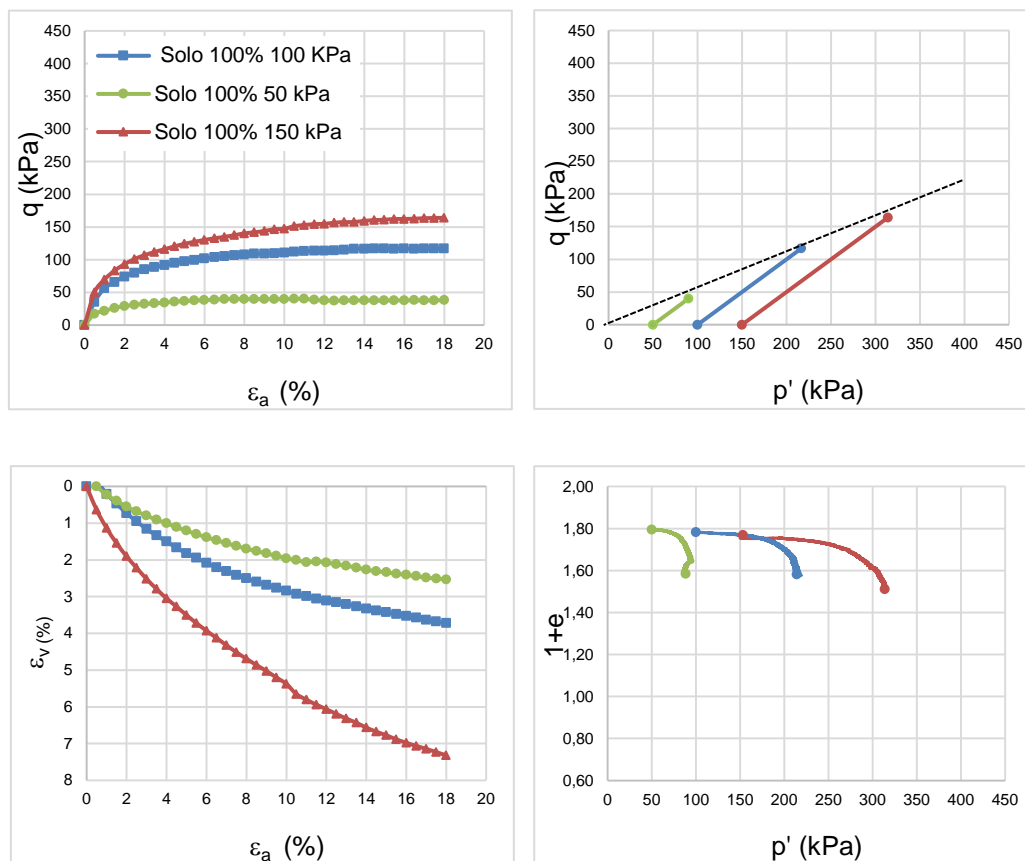 450
400
350
300
250
200
150
100
50
0
q (kPa)
Solo 100% 100 KPa
Solo 100% 50 kPa
Solo 100% 150 kPa
0 2 4 6 8 10 12 14 16 18 20
εa (%)
450
400
350
300
250
200
150
100
50
0
q (kPa)
0 50 100 150 200 250 300 350 400 450
p' (kPa)
0
1
2
3
4
5
6
7
8
εv (%)
0 2 4 6 8 10 12 14 16 18 20
εa (%)
2,00
1,80
1,60
1,40
1,20
1,00
0,80
0,60
1+e
0 50 100 150 200 250 300 350 400 450
p' (kPa)